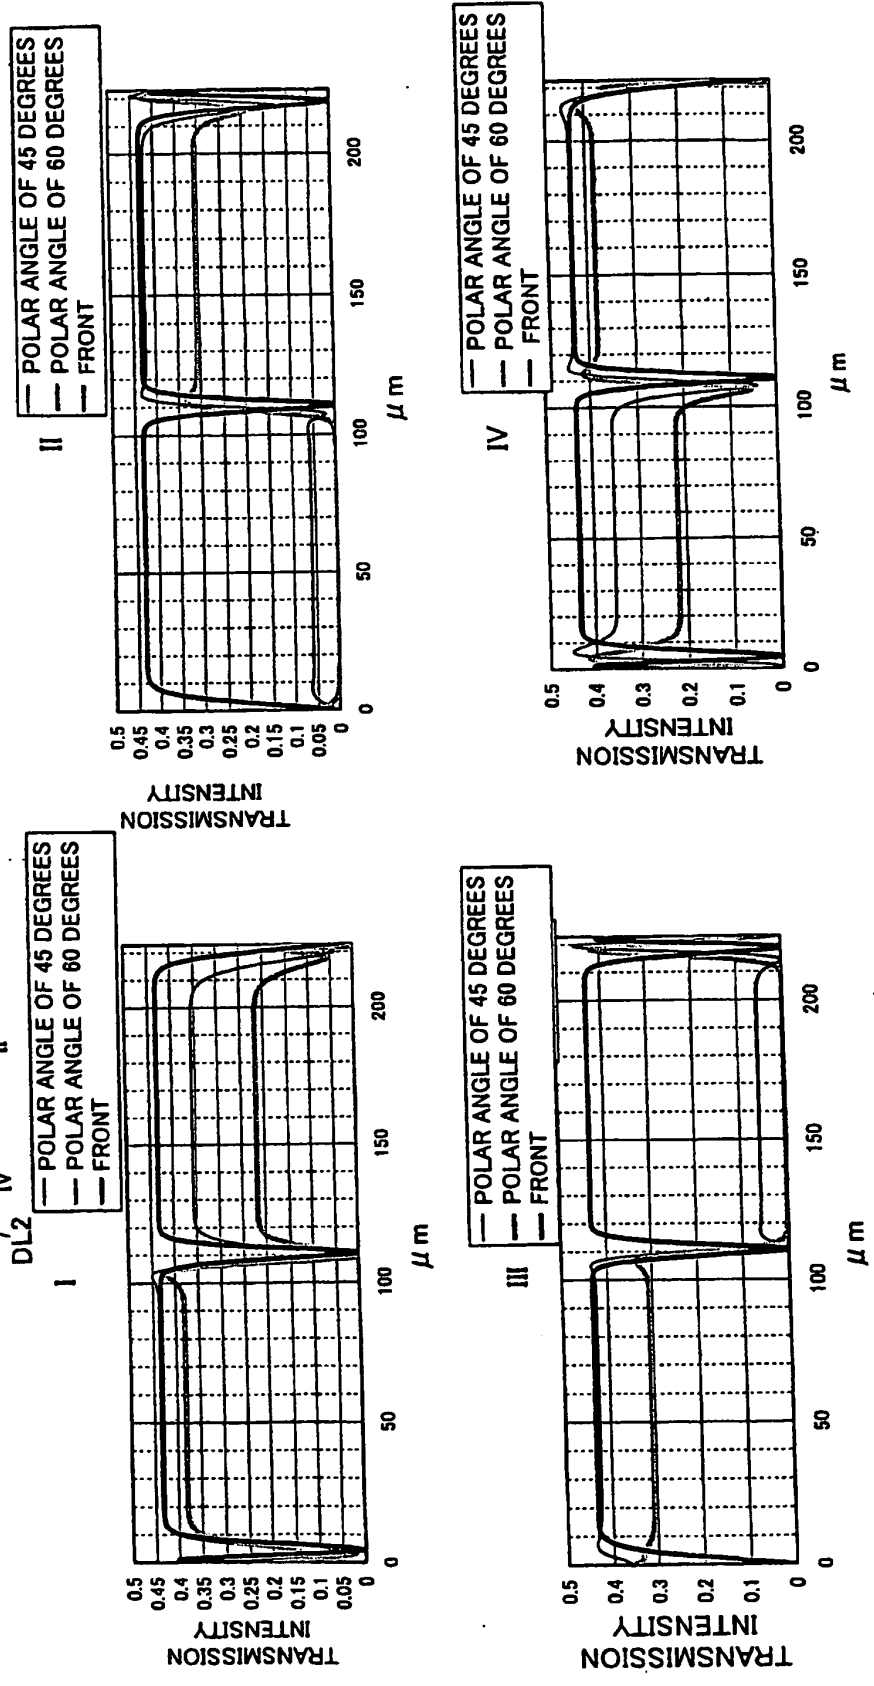 DL2
IV
a
I
POLAR ANGLE OF 45 DEGREES
POLAR ANGLE OF 60 DEGREES
FRONT
TRANSMISSION
INTENSITY
0.5
0.45
0.4
0.35
0.3
0.25
0.2
0.15
0.1
0.05
0
0 50 100 150 200
μm
II
POLAR ANGLE OF 45 DEGREES
POLAR ANGLE OF 60 DEGREES
FRONT
TRANSMISSION
INTENSITY
0.5
0.45
0.4
0.35
0.3
0.25
0.2
0.15
0.1
0.05
0
0 50 100 150 200
μm
III
POLAR ANGLE OF 45 DEGREES
POLAR ANGLE OF 60 DEGREES
FRONT
TRANSMISSION
INTENSITY
0.5
0.4
0.3
0.2
0.1
0
0 50 100 150 200
μm
IV
POLAR ANGLE OF 45 DEGREES
POLAR ANGLE OF 60 DEGREES
FRONT
TRANSMISSION
INTENSITY
0.5
0.4
0.3
0.2
0.1
0
0 50 100 150 200
μm